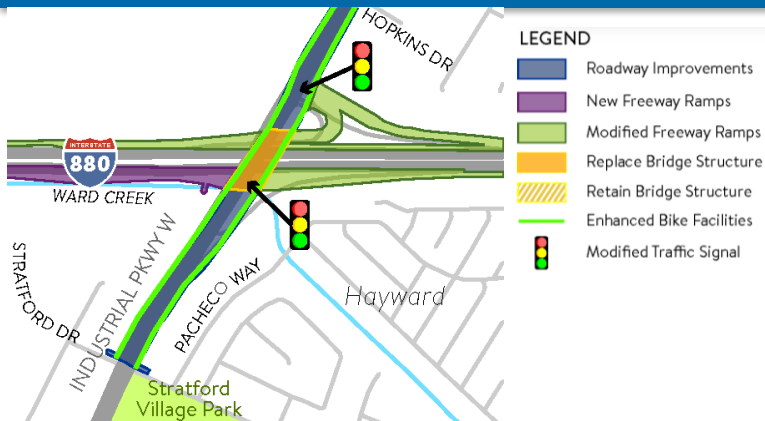 HOPKINS DR
INTERSTATE
880
WARD CREEK
STRATFORD DR
INDUSTRIAL PKWY W
PACHECO WAY
Hayward
Stratford
Village Park
LEGEND
Roadway Improvements
New Freeway Ramps
Modified Freeway Ramps
Replace Bridge Structure
Retain Bridge Structure
Enhanced Bike Facilities
Modified Traffic Signal